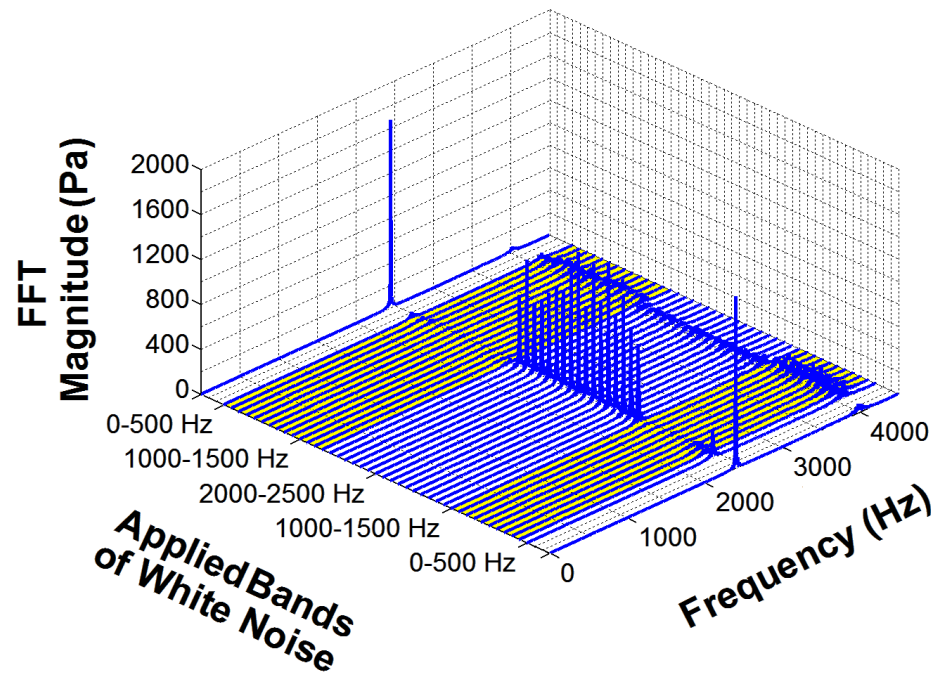 FFT
Magnitude (Pa)
2000
1600
1200
800
400
0
0-500 Hz
1000-1500 Hz
2000-2500 Hz
1000-1500 Hz
0-500 Hz
Applied Bands
of White Noise
0
1000
2000
3000
4000
Frequency (Hz)